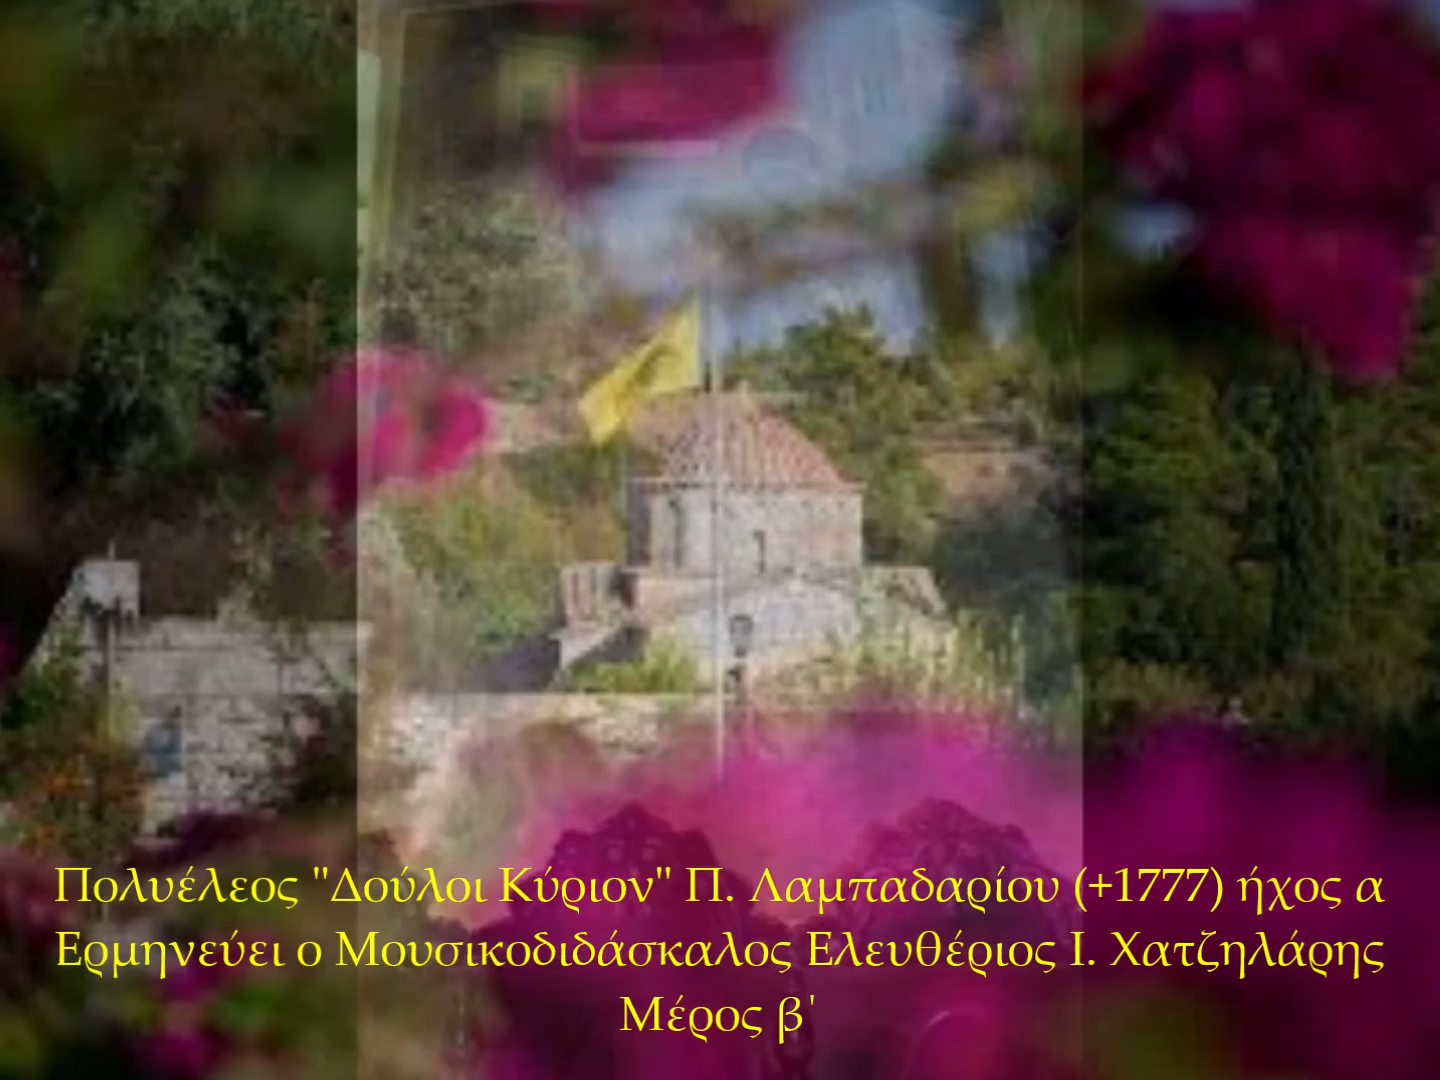 Πολυέλεος "Δούλοι Κύριον" Π. Λαμπαδαρίου (+1777) ήχος α
Ερμηνεύει ο Μουσικοδιδάσκαλος Ελευθέριος Ι. Χατζηλάρης
Μέρος β΄